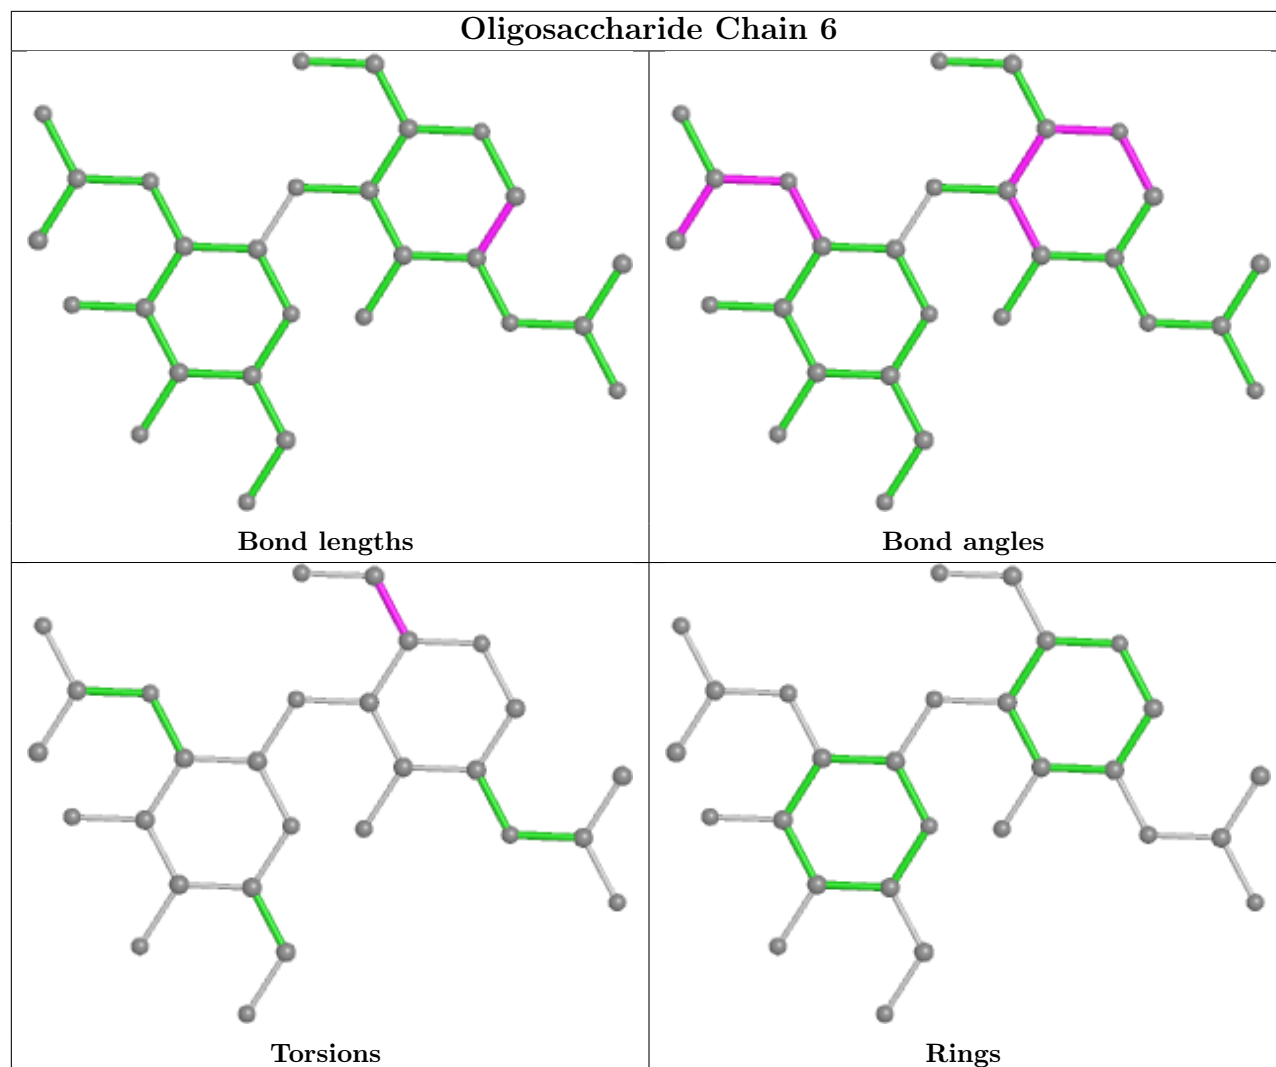 Oligosaccharide Chain 6
Bond lengths
Bond angles
Torsions
Rings